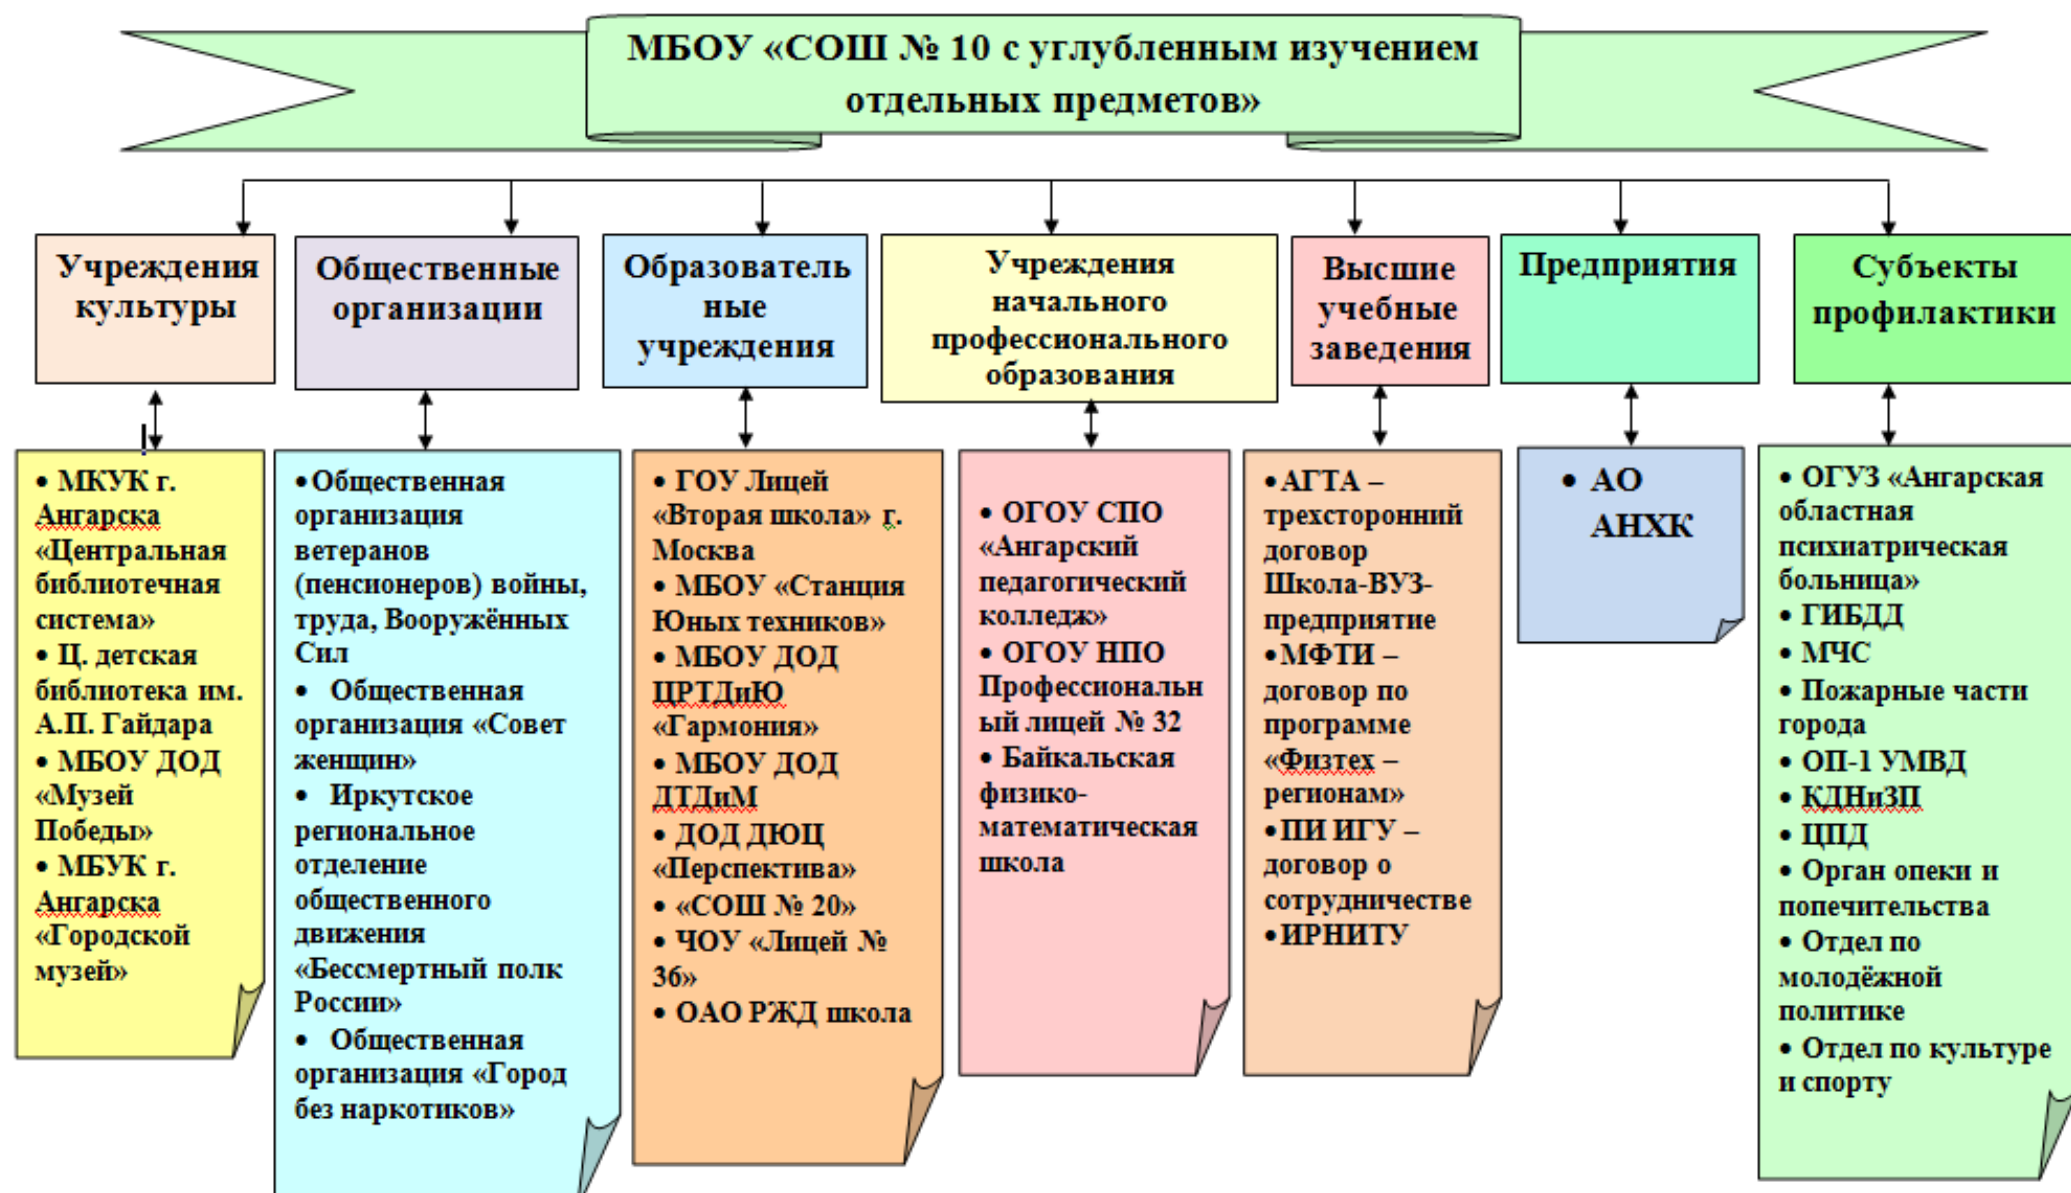 МБОУ «СОШ № 10 с углубленным изучением
отдельных предметов»
Учреждения
культуры
Общественные
организации
Образователь
ные
учреждения
Учреждения
начального
профессионального
образования
Высшие
учебные
заведения
Предприятия
Субъекты
профилактики
• МКУК г.
Ангарска
«Центральная
библиотечная
система»
• Ц. детская
библиотека им.
А.П. Гайдара
• МБОУ ДОД
«Музей
Победы»
• МБУК г.
Ангарска
«Городской
музей»
• Общественная
организация
ветеранов
(пенсионеров) войны,
труда, Вооружённых
Сил
• Общественная
организация «Совет
женщин»
• Иркутское
региональное
отделение
общественного
движения
«Бессмертный полк
России»
• Общественная
организация «Город
без наркотиков»
• ГОУ Лицей
«Вторая школа» г.
Москва
• МБОУ «Станция
Юных техников»
• МБОУ ДОД
ЦРТДиЮ
«Гармония»
• МБОУ ДОД
ДТДиМ
• ДОД ДЮЦ
«Перспектива»
• «СОШ № 20»
• ЧОУ «Лицей №
36»
• ОАО РЖД школа
• ОГОУ СПО
«Ангарский
педагогический
колледж»
• ОГОУ НПО
Профессиональн
ый лицей № 32
• Байкальская
физико-
математическая
школа
• АГТА –
трехсторонний
договор
Школа-ВУЗ-
предприятие
• МФТИ –
договор по
программе
«Физтех –
регионам»
• ПИ ИГУ –
договор о
сотрудничестве
• ИРНИТУ
• АО
АНХК
• ОГУЗ «Ангарская
областная
психиатрическая
больница»
• ГИБДД
• МЧС
• Пожарные части
города
• ОП-1 УМВД
• КДНиЗП
• ЦПД
• Орган опеки и
попечительства
• Отдел по
молодёжной
политике
• Отдел по культуре
и спорту